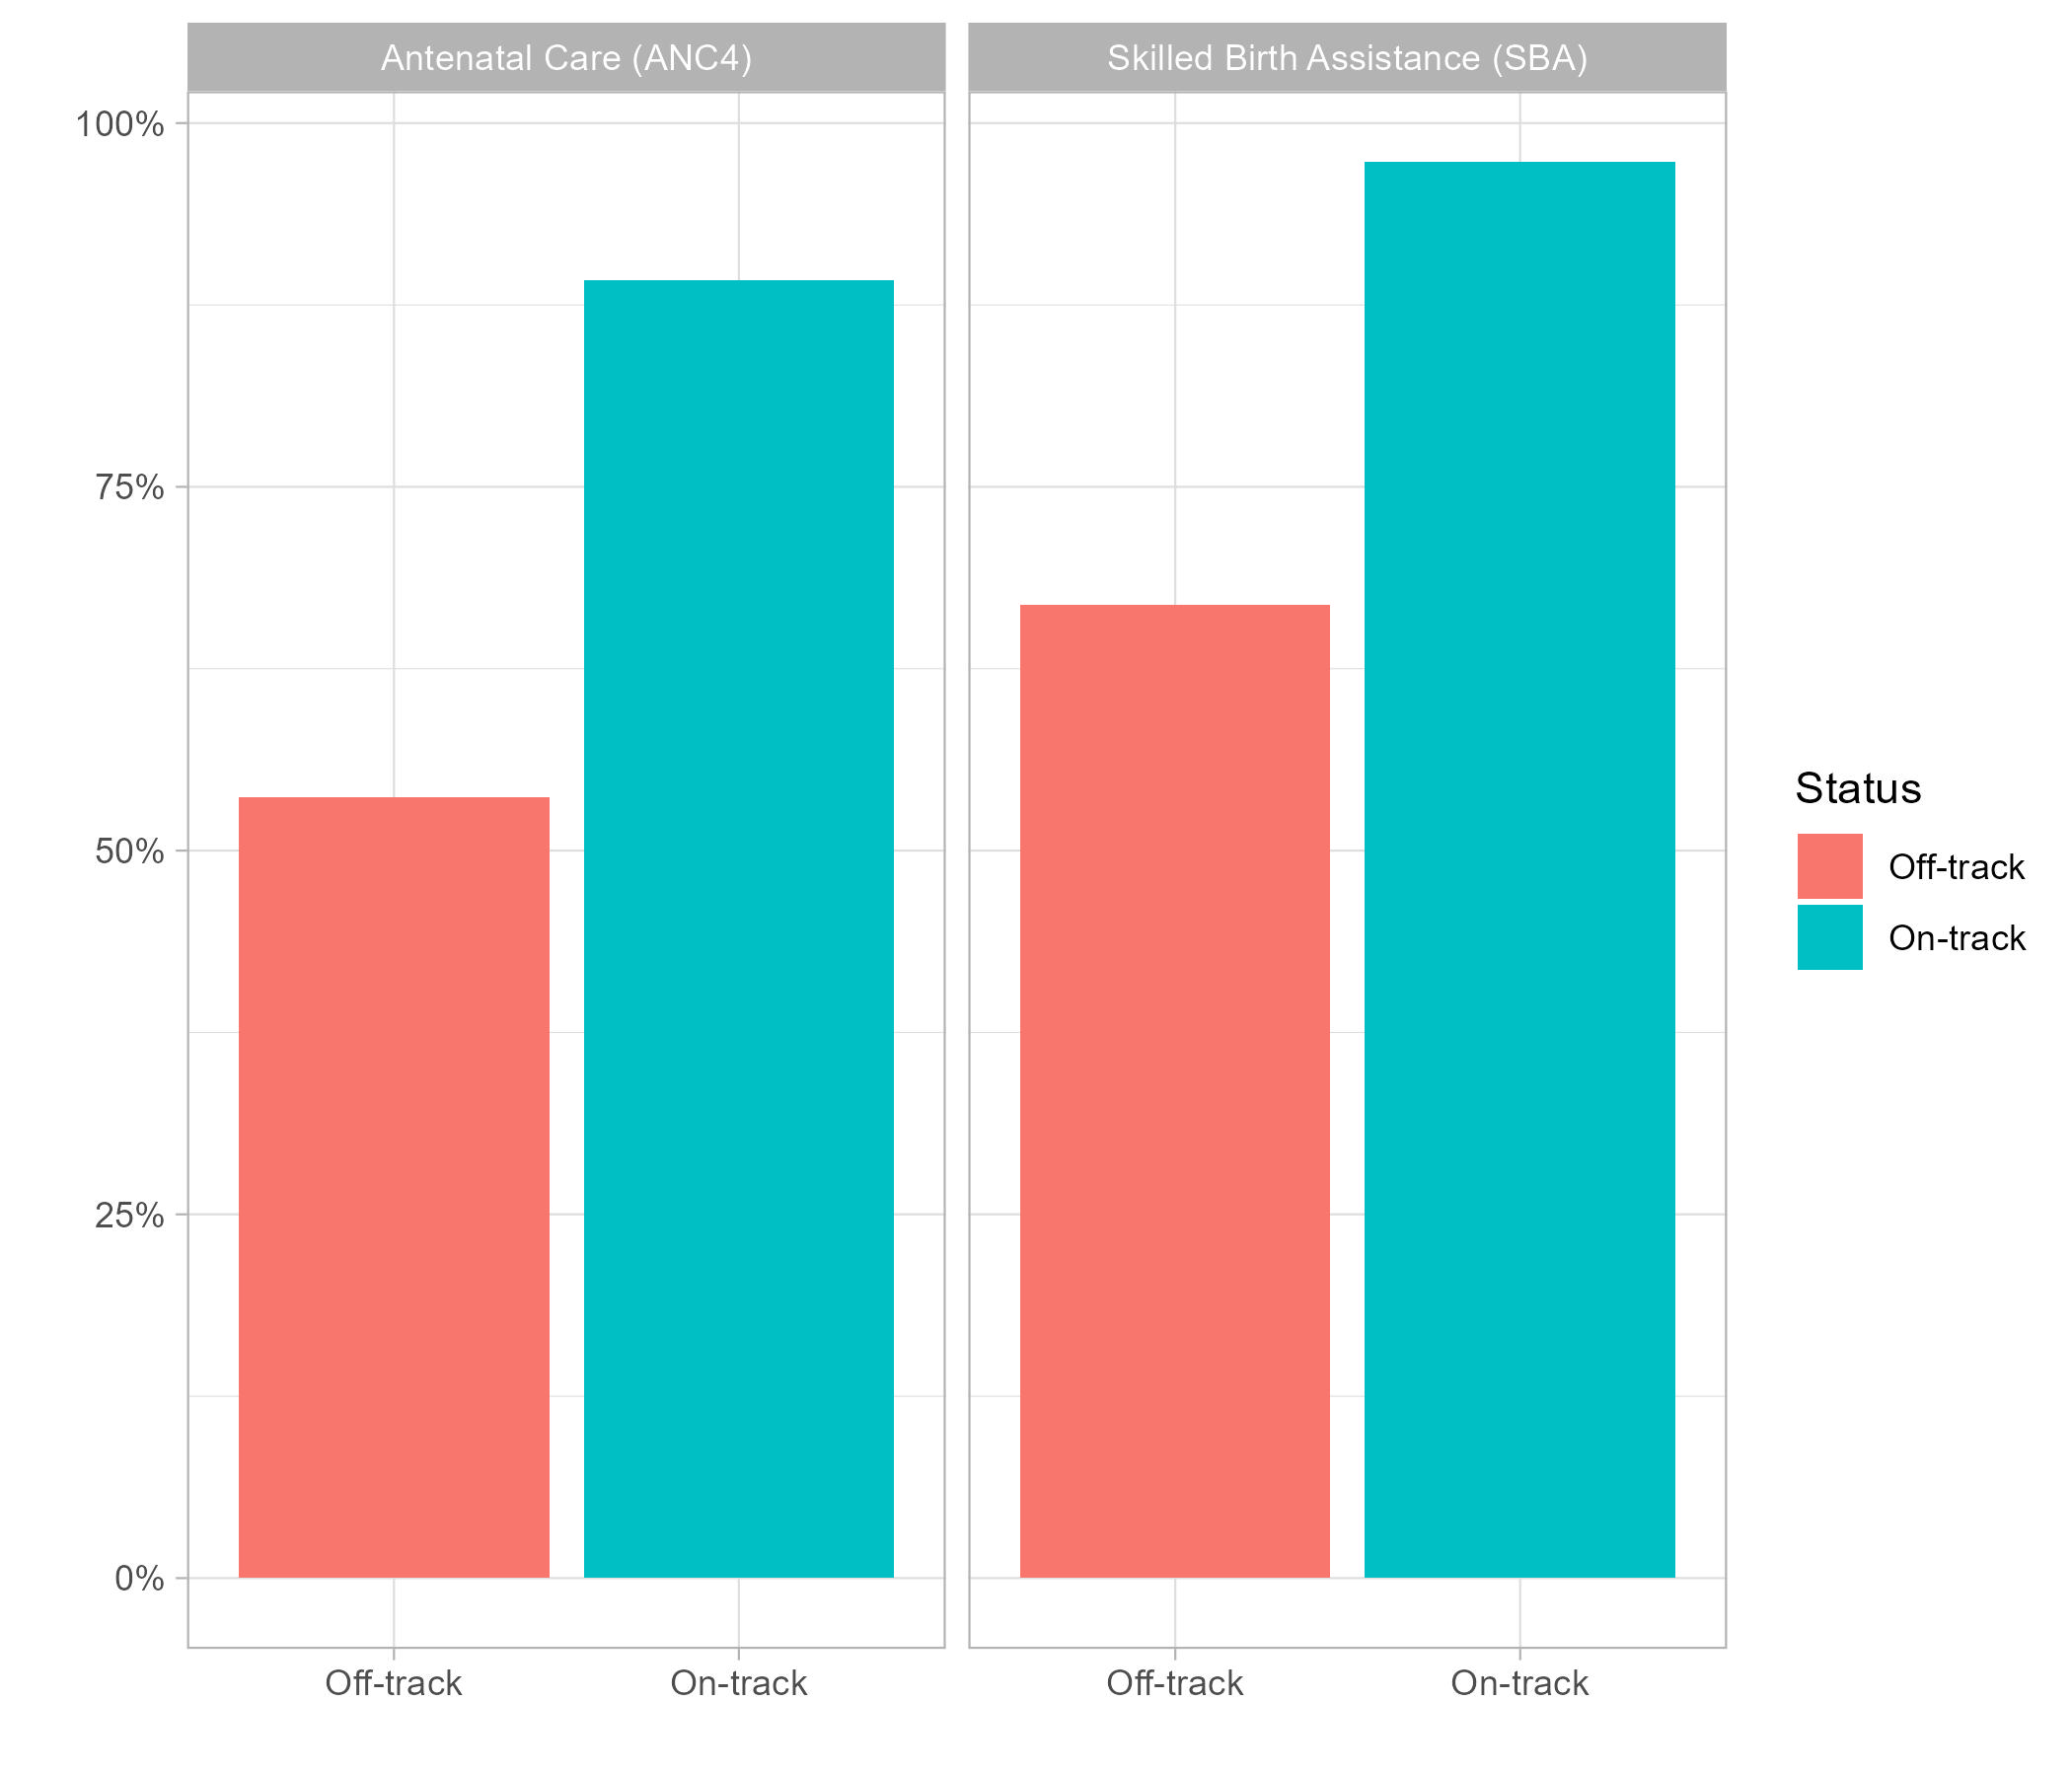 Antenatal Care (ANC4)
Skilled Birth Assistance (SBA)
100%
75%
50%
25%
0%
Off-track
On-track
Off-track
On-track
Status
Off-track
On-track